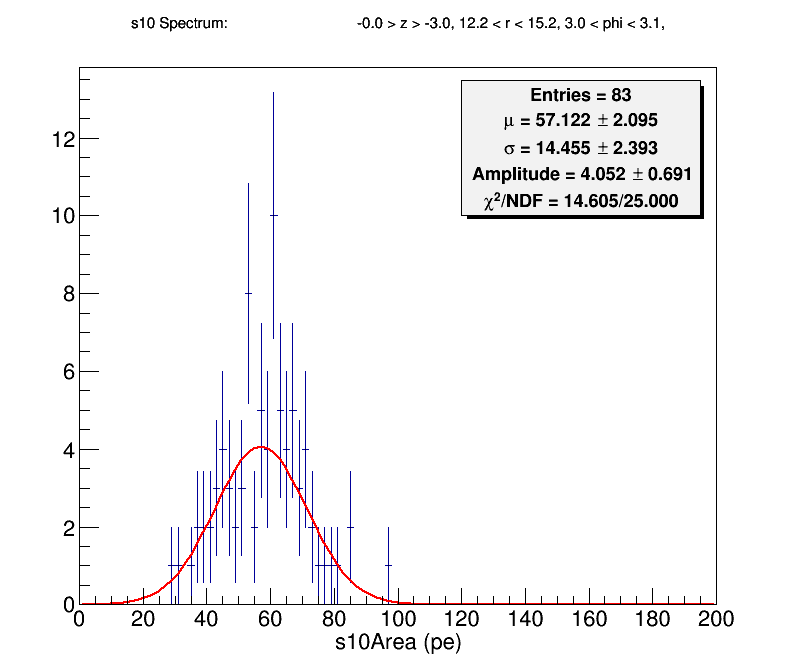 s10 Spectrum: -0.0 > z > -3.0, 12.2 < r < 15.2, 3.0 < phi < 3.1,
Entries = 83
μ = 57.122 ± 2.095
σ = 14.455 ± 2.393
Amplitude = 4.052 ± 0.691
χ²/NDF = 14.605/25.000
12
10
8
6
4
2
0
0 20 40 60 80 100 120 140 160 180 200
s10Area (pe)